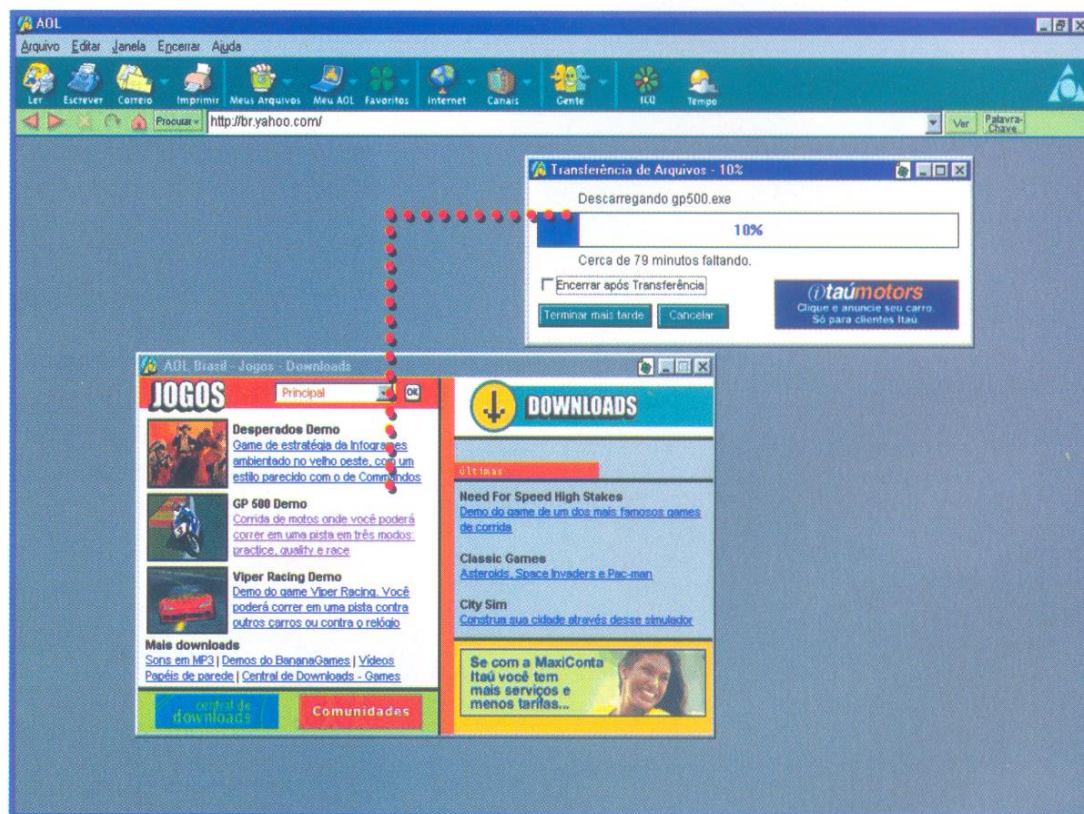 AOL
Arquivo Editar Janela Encerrar Ajuda
Ler Escrever Correio Imprimir Meus Arquivos Meu AOL Favoritos Internet Canais Gente ICQ Tempo
Procurar http://br.yahoo.com/ Ver Palavra-Chave
Transferência de Arquivos - 10%
Descarregando gp500.exe
10%
Cerca de 79 minutos faltando.
Encerrar após Transferência
Terminar mais tarde Cancelar
itaúmotors
Clique e anuncie seu carro.
Só para clientes Itaú
AOL Brasil - Jogos - Downloads
JOGOS
Principal OK
Desperados Demo
Game de estratégia da Infogrames
ambientado no velho oeste, com um
estilo parecido com o de Commandos
GP 500 Demo
Corrida de motos onde você poderá
correr em uma pista em três modos:
practice, qualify e race
Viper Racing Demo
Demo do game Viper Racing. Você
poderá correr em uma pista contra
outros carros ou contra o relógio
Mais downloads
Sons em MP3 | Demos do BananaGames | Vídeos
Papéis de parede | Central de Downloads - Games
central de
downloads
Comunidades
DOWNLOADS
últimas
Need For Speed High Stakes
Demo do game de um dos mais famosos games
de corrida
Classic Games
Asteroids, Space Invaders e Pac-man
City Sim
Construa sua cidade através desse simulador
Se com a MaxiConta
Itaú você tem
mais serviços e
menos tarifas...